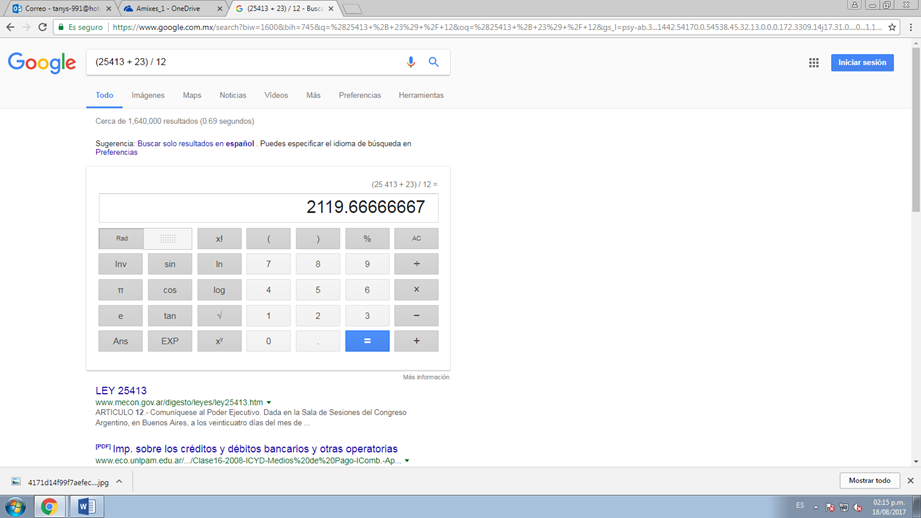 Correo - tanys-991@hot
Amixes_1 - OneDrive
(25413 + 23) / 12 - Busc
Es seguro
https://www.google.com.mx/search?biw=1600&bih=745&q=%2825413+%2B+23%29+%2F+12&oq=%2825413+%2B+23%29+%2F+12&gs_l=psy-ab.3...1442.54170.0.54538.45.32.13.0.0.0.172.3309.14j17.31.0....0...1.1...
Google
(25413 + 23) / 12
Iniciar sesión
Todo Imágenes Maps Noticias Vídeos Más Preferencias Herramientas
Cerca de 1,640,000 resultados (0.69 segundos)
Sugerencia: Buscar solo resultados en español . Puedes especificar el idioma de búsqueda en
Preferencias
(25 413 + 23) / 12 =
2119.66666667
Rad x! ( ) % AC
Inv sin ln 7 8 9 ÷
π cos log 4 5 6 ×
e tan √ 1 2 3 −
Ans EXP xʸ 0 . = +
Más información
LEY 25413
www.mecon.gov.ar/digesto/leyes/ley25413.htm
ARTICULO 12.- Comuníquese al Poder Ejecutivo. Dada en la Sala de Sesiones del Congreso
Argentino, en Buenos Aires, a los veinticuatro días del mes de ...
[PDF] Imp. sobre los créditos y débitos bancarios y otras operatorias
www.eco.unlpam.edu.ar/.../Clase16-2008-ICYD-Medios%20de%20Pago-IComb.-Ap...
4171d14f99f7aefec....jpg
Mostrar todo
ES
02:15 p.m.
18/08/2017